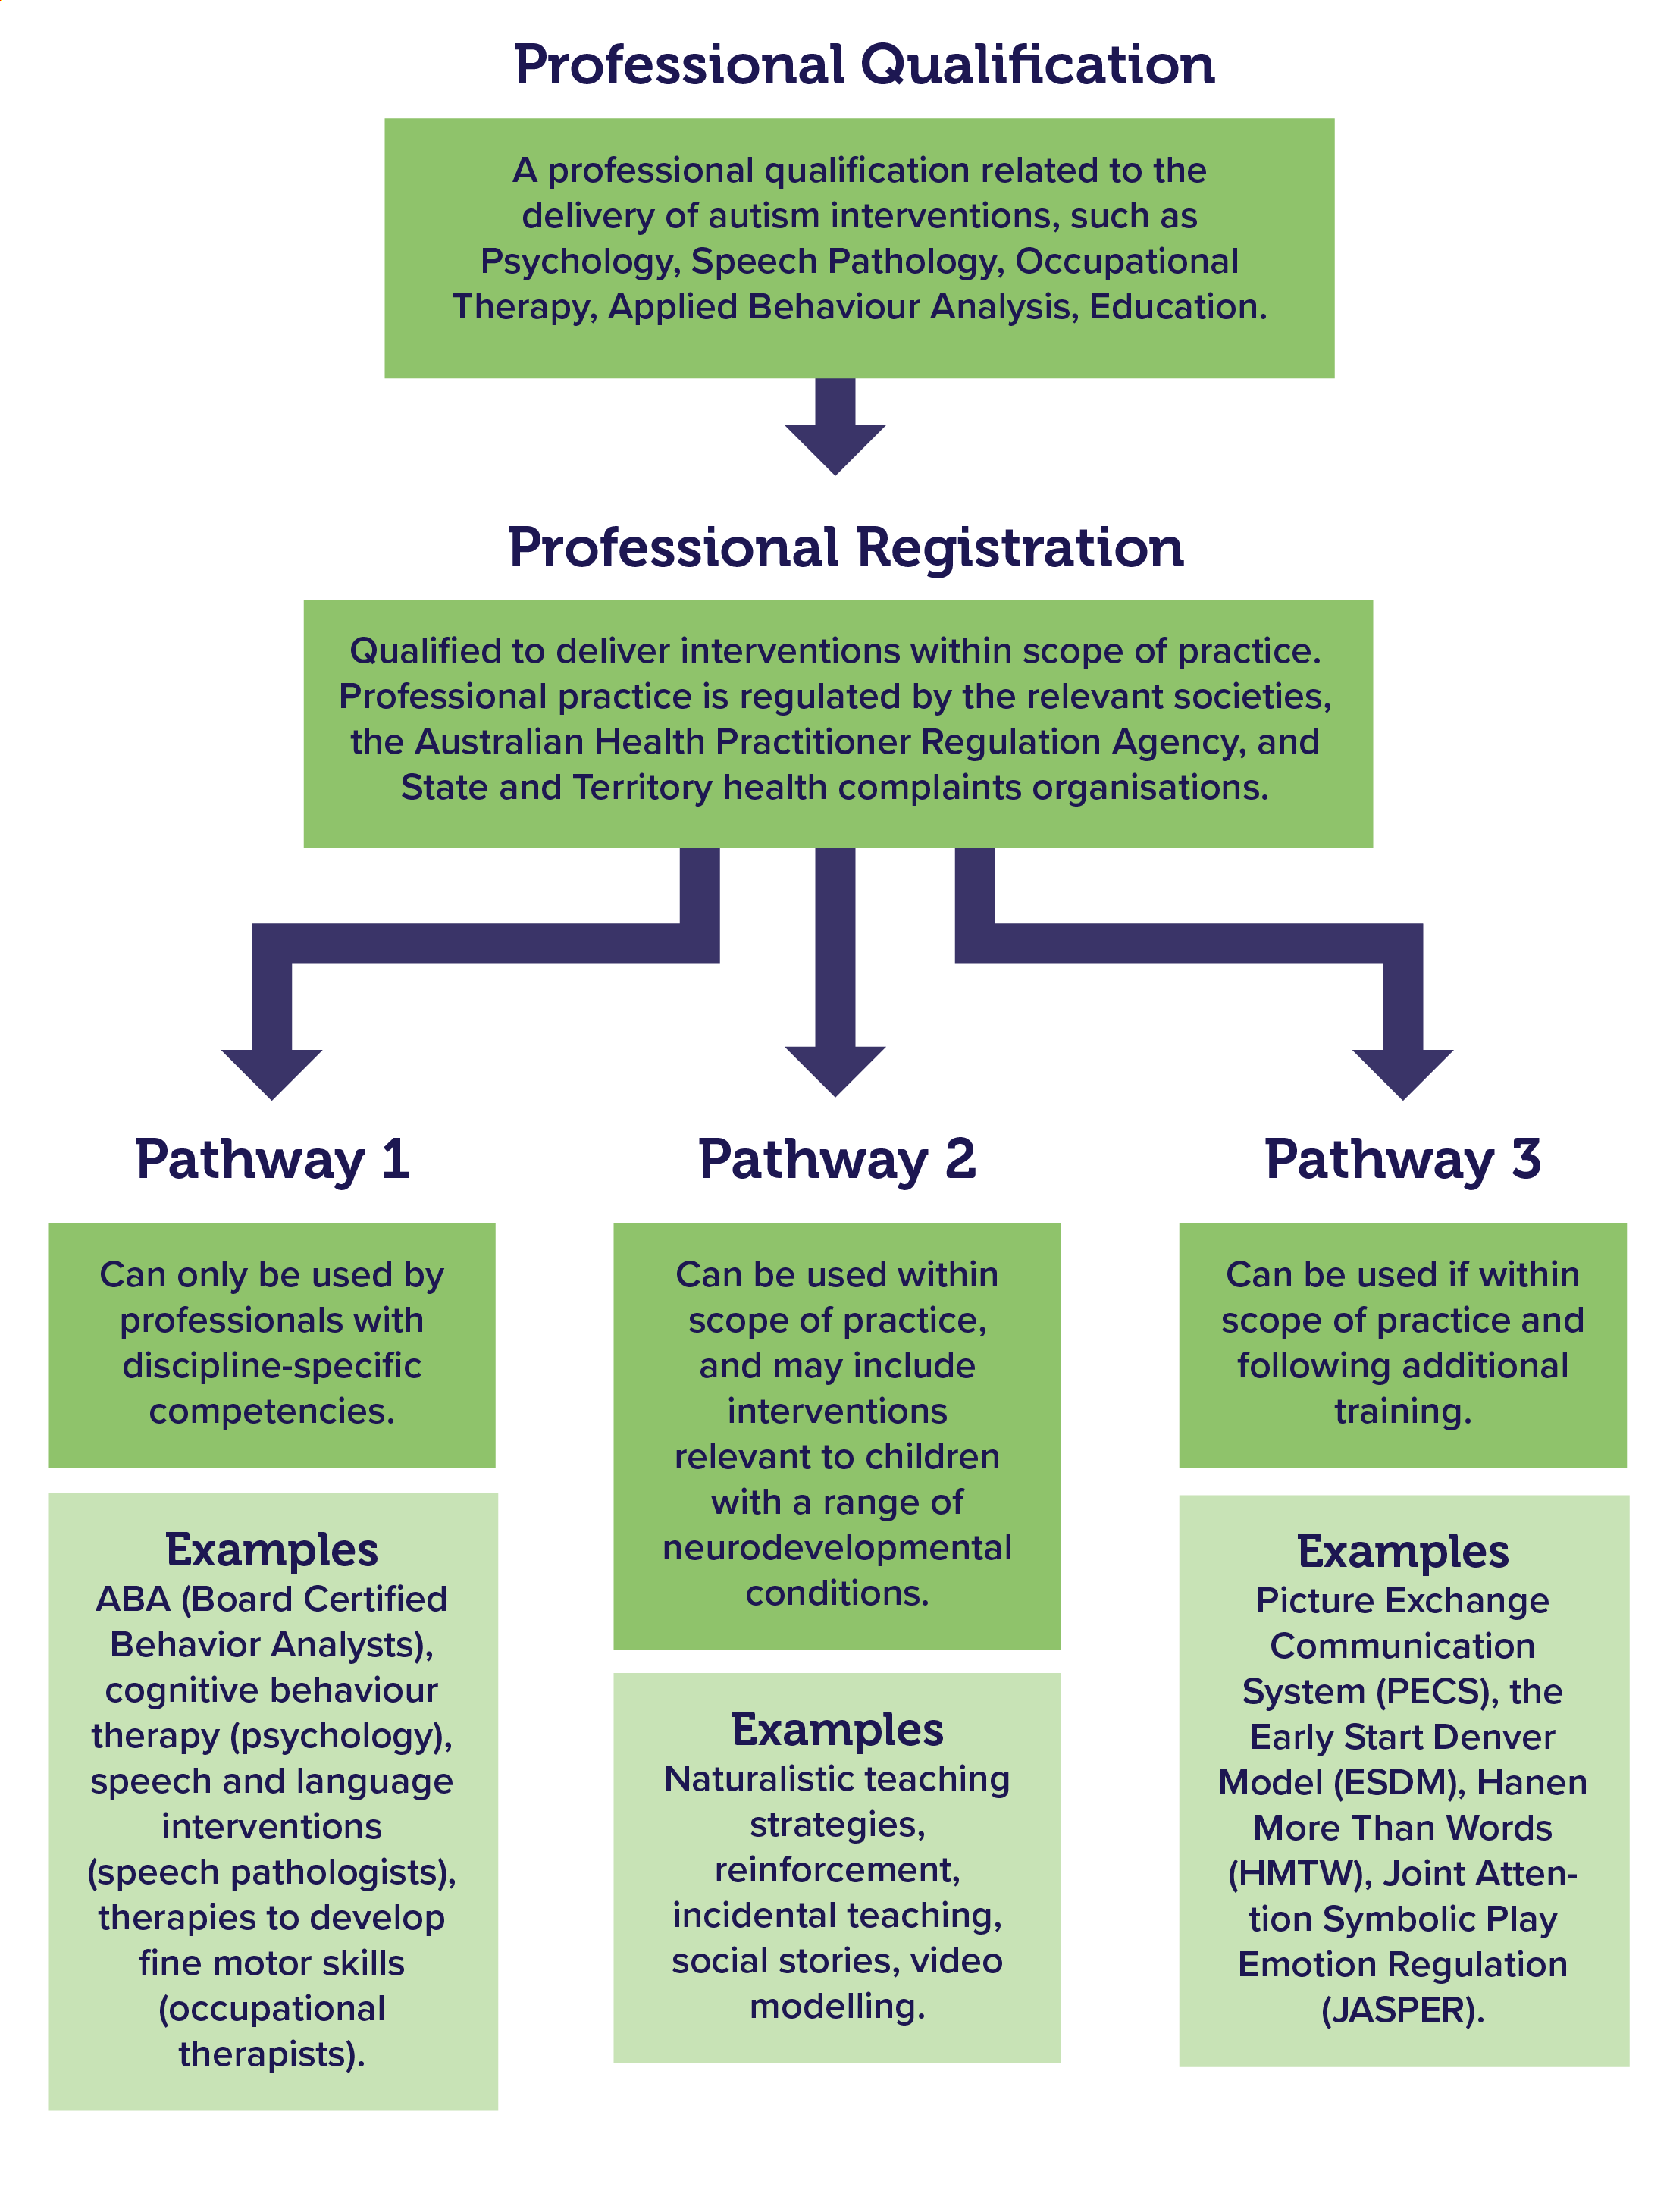 Professional Qualification
A professional qualification related to the
delivery of autism interventions, such as
Psychology, Speech Pathology, Occupational
Therapy, Applied Behaviour Analysis, Education.
Professional Registration
Qualified to deliver interventions within scope of practice.
Professional practice is regulated by the relevant societies,
the Australian Health Practitioner Regulation Agency, and
State and Territory health complaints organisations.
Pathway 1
Can only be used by
professionals with
discipline-specific
competencies.
Examples
ABA (Board Certified
Behavior Analysts),
cognitive behaviour
therapy (psychology),
speech and language
interventions
(speech pathologists),
therapies to develop
fine motor skills
(occupational
therapists).
Pathway 2
Can be used within
scope of practice,
and may include
interventions
relevant to children
with a range of
neurodevelopmental
conditions.
Examples
Naturalistic teaching
strategies,
reinforcement,
incidental teaching,
social stories, video
modelling.
Pathway 3
Can be used if within
scope of practice and
following additional
training.
Examples
Picture Exchange
Communication
System (PECS), the
Early Start Denver
Model (ESDM), Hanen
More Than Words
(HMTW), Joint Atten-
tion Symbolic Play
Emotion Regulation
(JASPER).